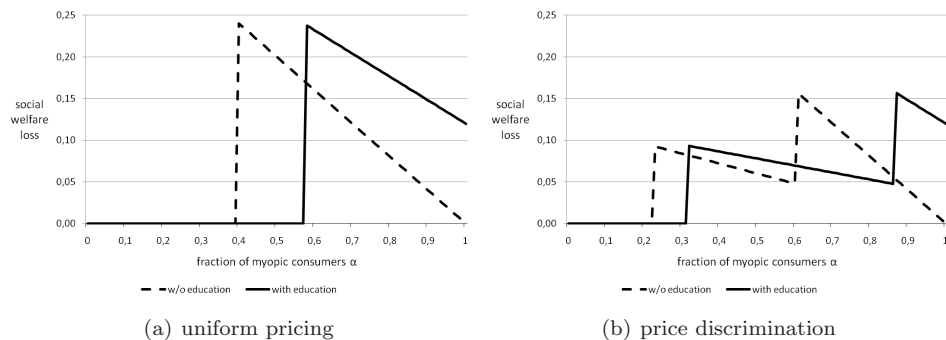 0,25
0,20
0,15
0,10
0,05
0,00
social
welfare
loss
0 0,1 0,2 0,3 0,4 0,5 0,6 0,7 0,8 0,9 1
fraction of myopic consumers α
w/o education with education
(a) uniform pricing
0,25
0,20
0,15
0,10
0,05
0,00
social
welfare
loss
0 0,1 0,2 0,3 0,4 0,5 0,6 0,7 0,8 0,9 1
fraction of myopic consumers α
w/o education with education
(b) price discrimination